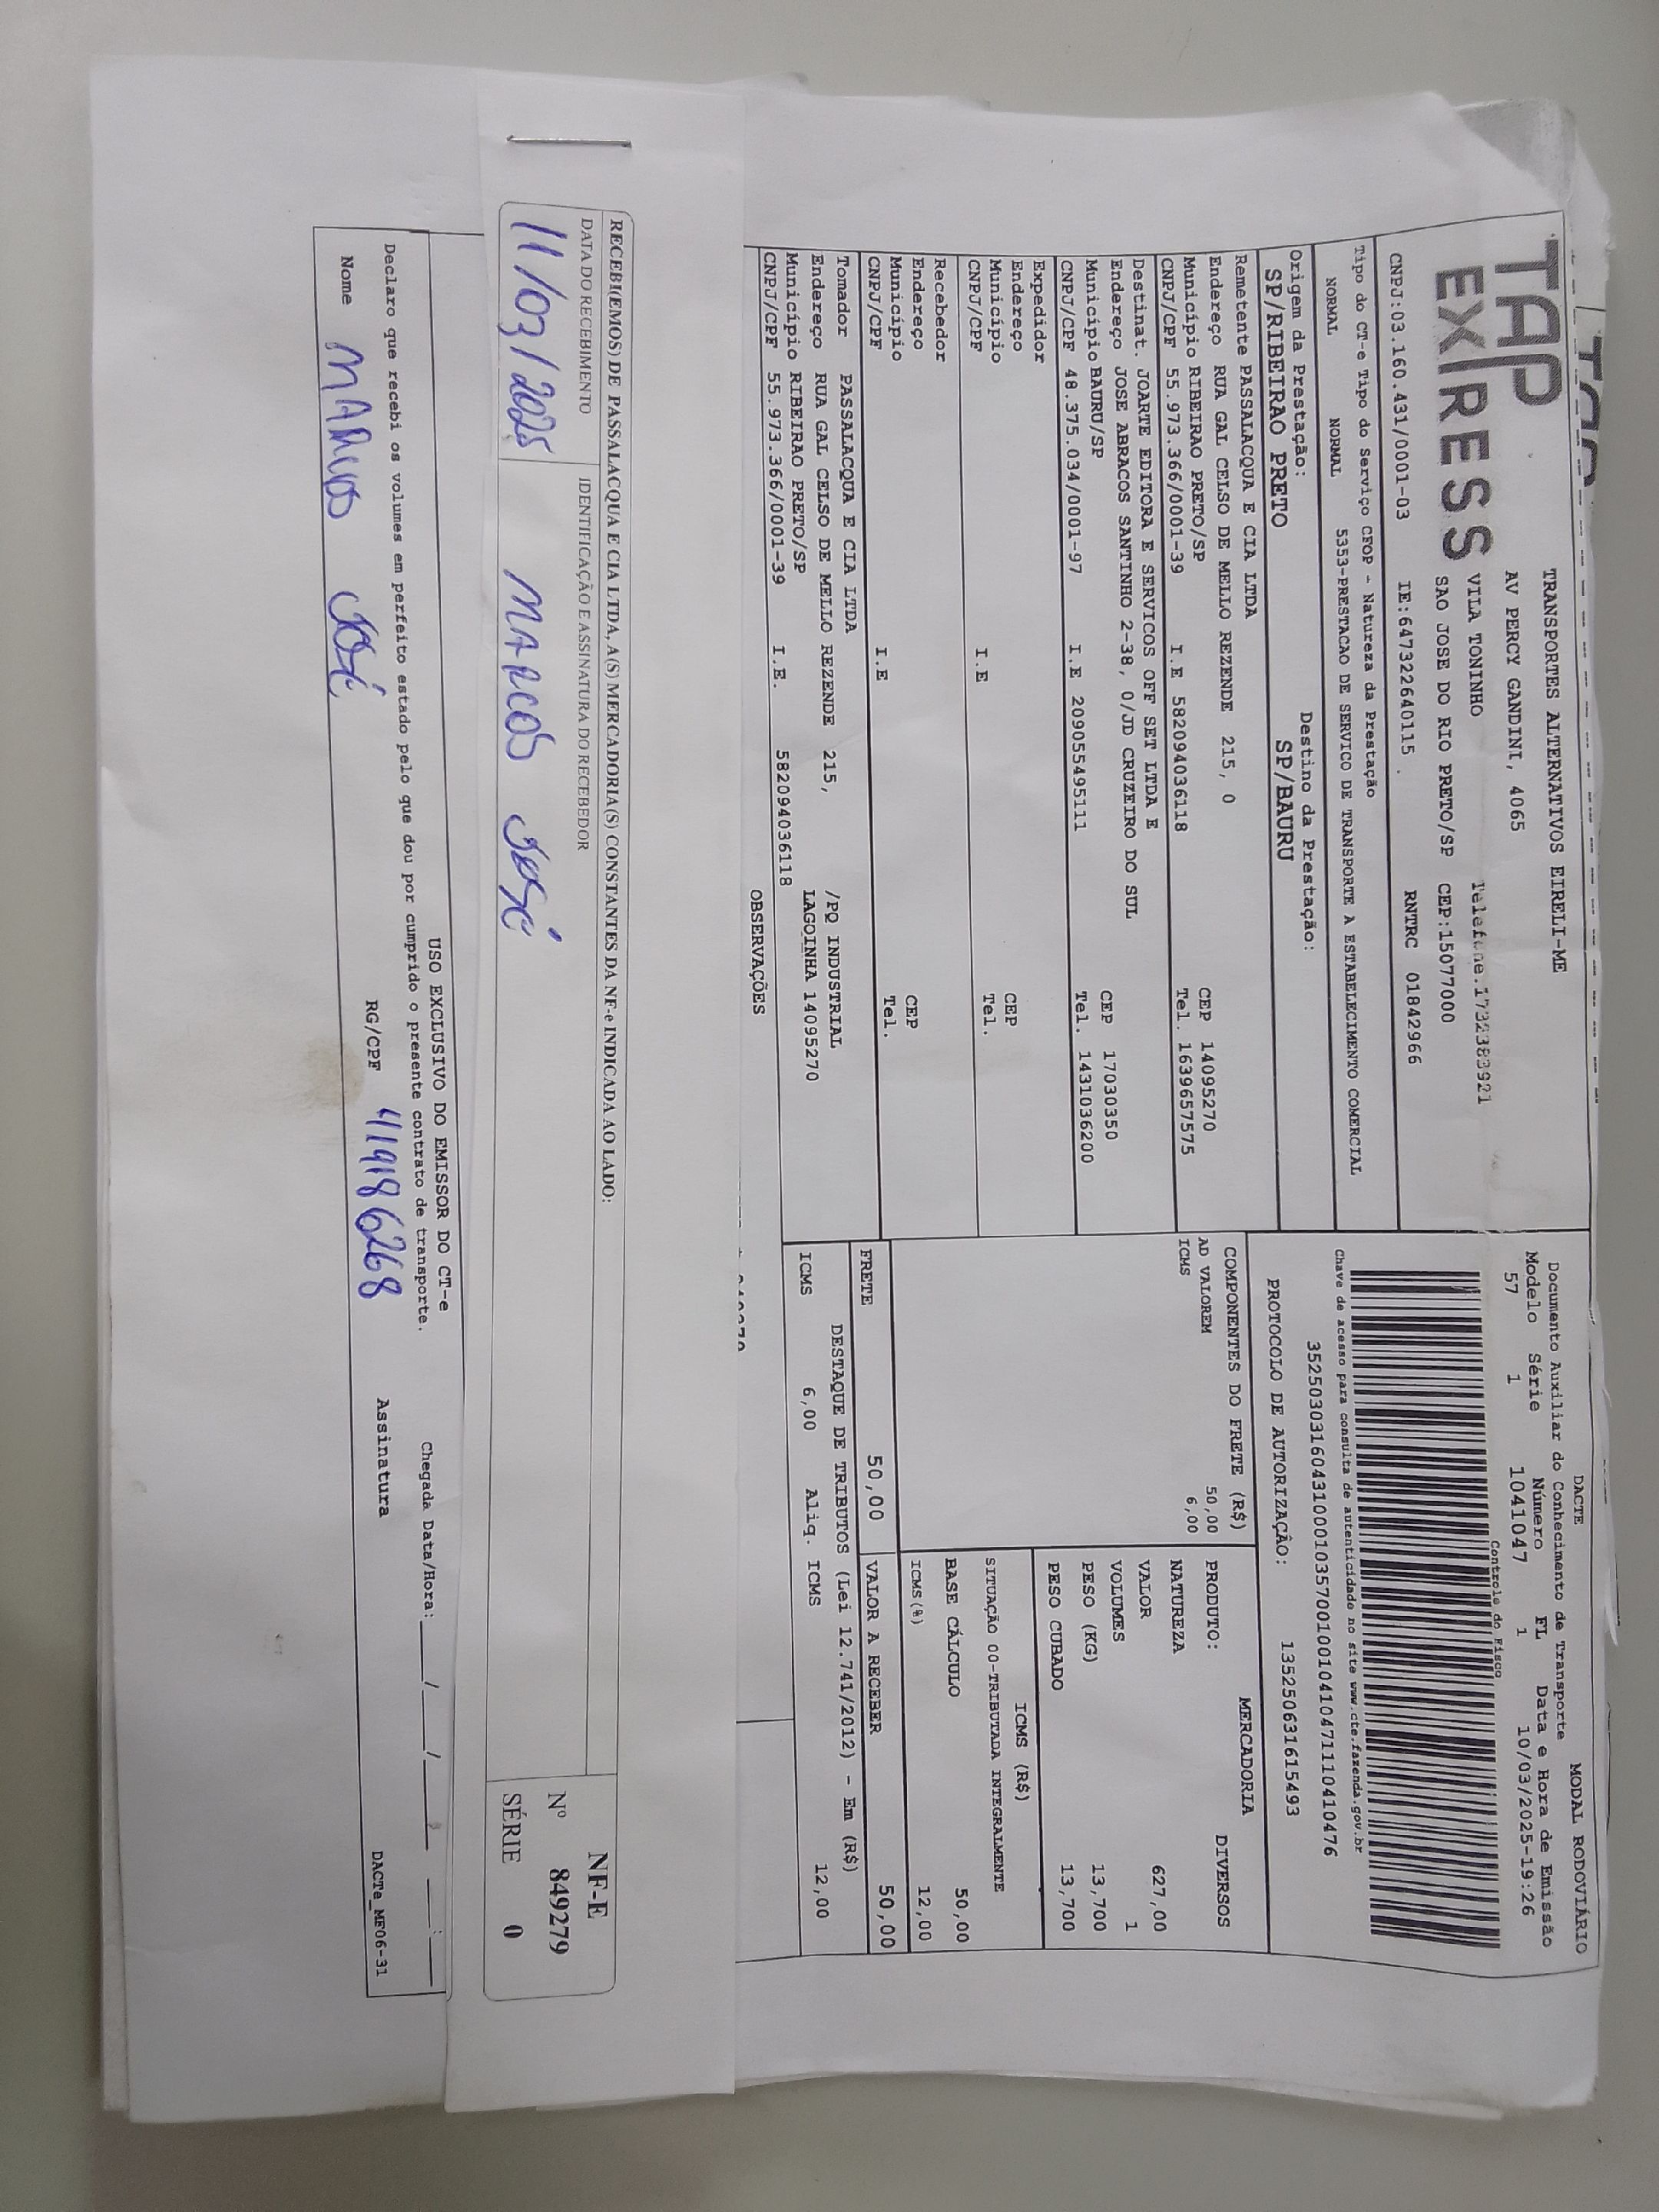 TAP
EXPRESS
TRANSPORTES ALTERNATIVOS EIRELI-ME
AV PERCY GANDINI, 4065
VILA TONINHO Telefone.1732383921
SAO JOSE DO RIO PRETO/SP CEP:15077000
CNPJ:03.160.431/0001-03 IE:647322640115 . RNTRC 01842966
Tipo do CT-e Tipo do Serviço CFOP - Natureza da Prestação
NORMAL NORMAL 5353-PRESTACAO DE SERVICO DE TRANSPORTE A ESTABELECIMENTO COMERCIAL
Origem da Prestação: Destino da Prestação:
SP/RIBEIRAO PRETO SP/BAURU
Remetente PASSALACQUA E CIA LTDA
Endereço RUA GAL CELSO DE MELLO REZENDE 215, 0 CEP 14095270
Município RIBEIRAO PRETO/SP Tel. 1639657575
CNPJ/CPF 55.973.366/0001-39 I.E 582094036118
Destinat. JOARTE EDITORA E SERVICOS OFF SET LTDA E
Endereço JOSE ABRACOS SANTINHO 2-38, 0/JD CRUZEIRO DO SUL CEP 17030350
Município BAURU/SP Tel. 1431036200
CNPJ/CPF 48.375.034/0001-97 I.E 209055495111
Expedidor
Endereço CEP
Município Tel.
CNPJ/CPF I.E
Recebedor
Endereço CEP
Município Tel.
CNPJ/CPF I.E
Tomador PASSALACQUA E CIA LTDA
Endereço RUA GAL CELSO DE MELLO REZENDE 215, /PQ INDUSTRIAL
Município RIBEIRAO PRETO/SP LAGOINHA 14095270
CNPJ/CPF 55.973.366/0001-39 I.E. 582094036118
OBSERVAÇÕES
DACTE MODAL RODOVIÁRIO
Documento Auxiliar do Conhecimento de Transporte
Modelo Série Número FL Data e Hora de Emissão
57 1 1041047 1 10/03/2025-19:26
Controle do Fisco
Chave de acesso para consulta de autenticidade no site www.cte.fazenda.gov.br
35250303160431000103570010010410471110410476
PROTOCOLO DE AUTORIZAÇÃO: 135250631615493
COMPONENTES DO FRETE (R$)
AD VALOREM 50,00
ICMS 6,00
MERCADORIA
PRODUTO: DIVERSOS
NATUREZA
VALOR 627,00
VOLUMES 1
PESO (KG) 13,700
PESO CUBADO 13,700
ICMS (R$)
SITUAÇÃO 00-TRIBUTADA INTEGRALMENTE
BASE CÁLCULO 50,00
ICMS(%) 12,00
FRETE 50,00 VALOR A RECEBER 50,00
DESTAQUE DE TRIBUTOS (Lei 12.741/2012) - Em (R$)
ICMS 6,00 Aliq. ICMS 12,00
RECEBI(EMOS) DE PASSALACQUA E CIA LTDA, A(S) MERCADORIA(S) CONSTANTES DA NF-e INDICADA AO LADO:
DATA DO RECEBIMENTO IDENTIFICAÇÃO E ASSINATURA DO RECEBEDOR
11/03/2025 MARCOS JOSÉ
NF-E
Nº 849279
SÉRIE 0
USO EXCLUSIVO DO EMISSOR DO CT-e
Declaro que recebi os volumes em perfeito estado pelo que dou por cumprido o presente contrato de transporte. Chegada Data/Hora:___/___/____ __:__
Nome MARCOS JOSÉ RG/CPF 419186268 Assinatura
DACTe_MF06-31